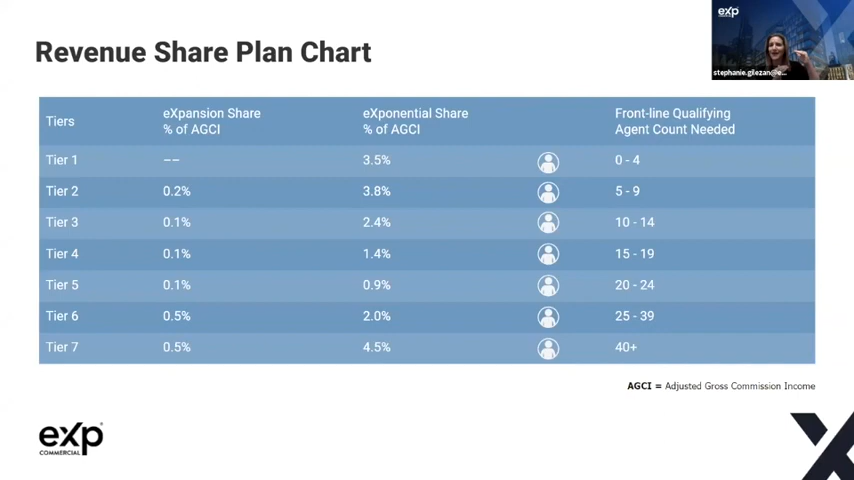 exp
Revenue Share Plan Chart
stephanie.gilezan@e...
Tiers
eXpansion Share
% of AGCI
eXponential Share
% of AGCI
Front-line Qualifying
Agent Count Needed
Tier 1 –– 3.5% 0 - 4
Tier 2 0.2% 3.8% 5 - 9
Tier 3 0.1% 2.4% 10 - 14
Tier 4 0.1% 1.4% 15 - 19
Tier 5 0.1% 0.9% 20 - 24
Tier 6 0.5% 2.0% 25 - 39
Tier 7 0.5% 4.5% 40+
AGCI = Adjusted Gross Commission Income
exp
COMMERCIAL